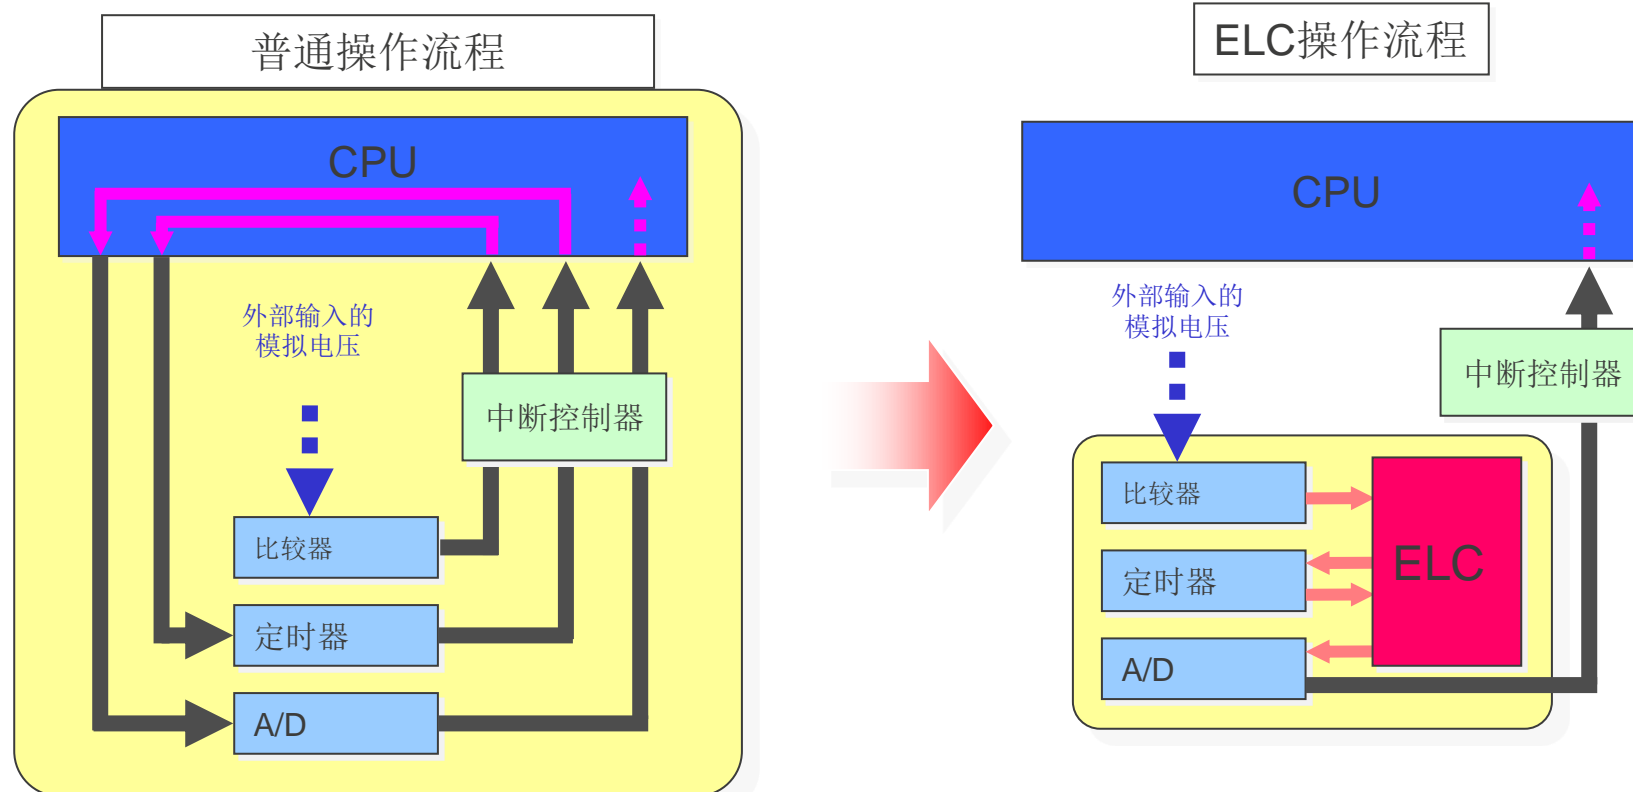 普通操作流程
CPU
外部输入的
模拟电压
中断控制器
比较器
定时器
A/D
ELC操作流程
CPU
外部输入的
模拟电压
中断控制器
比较器
定时器
A/D
ELC